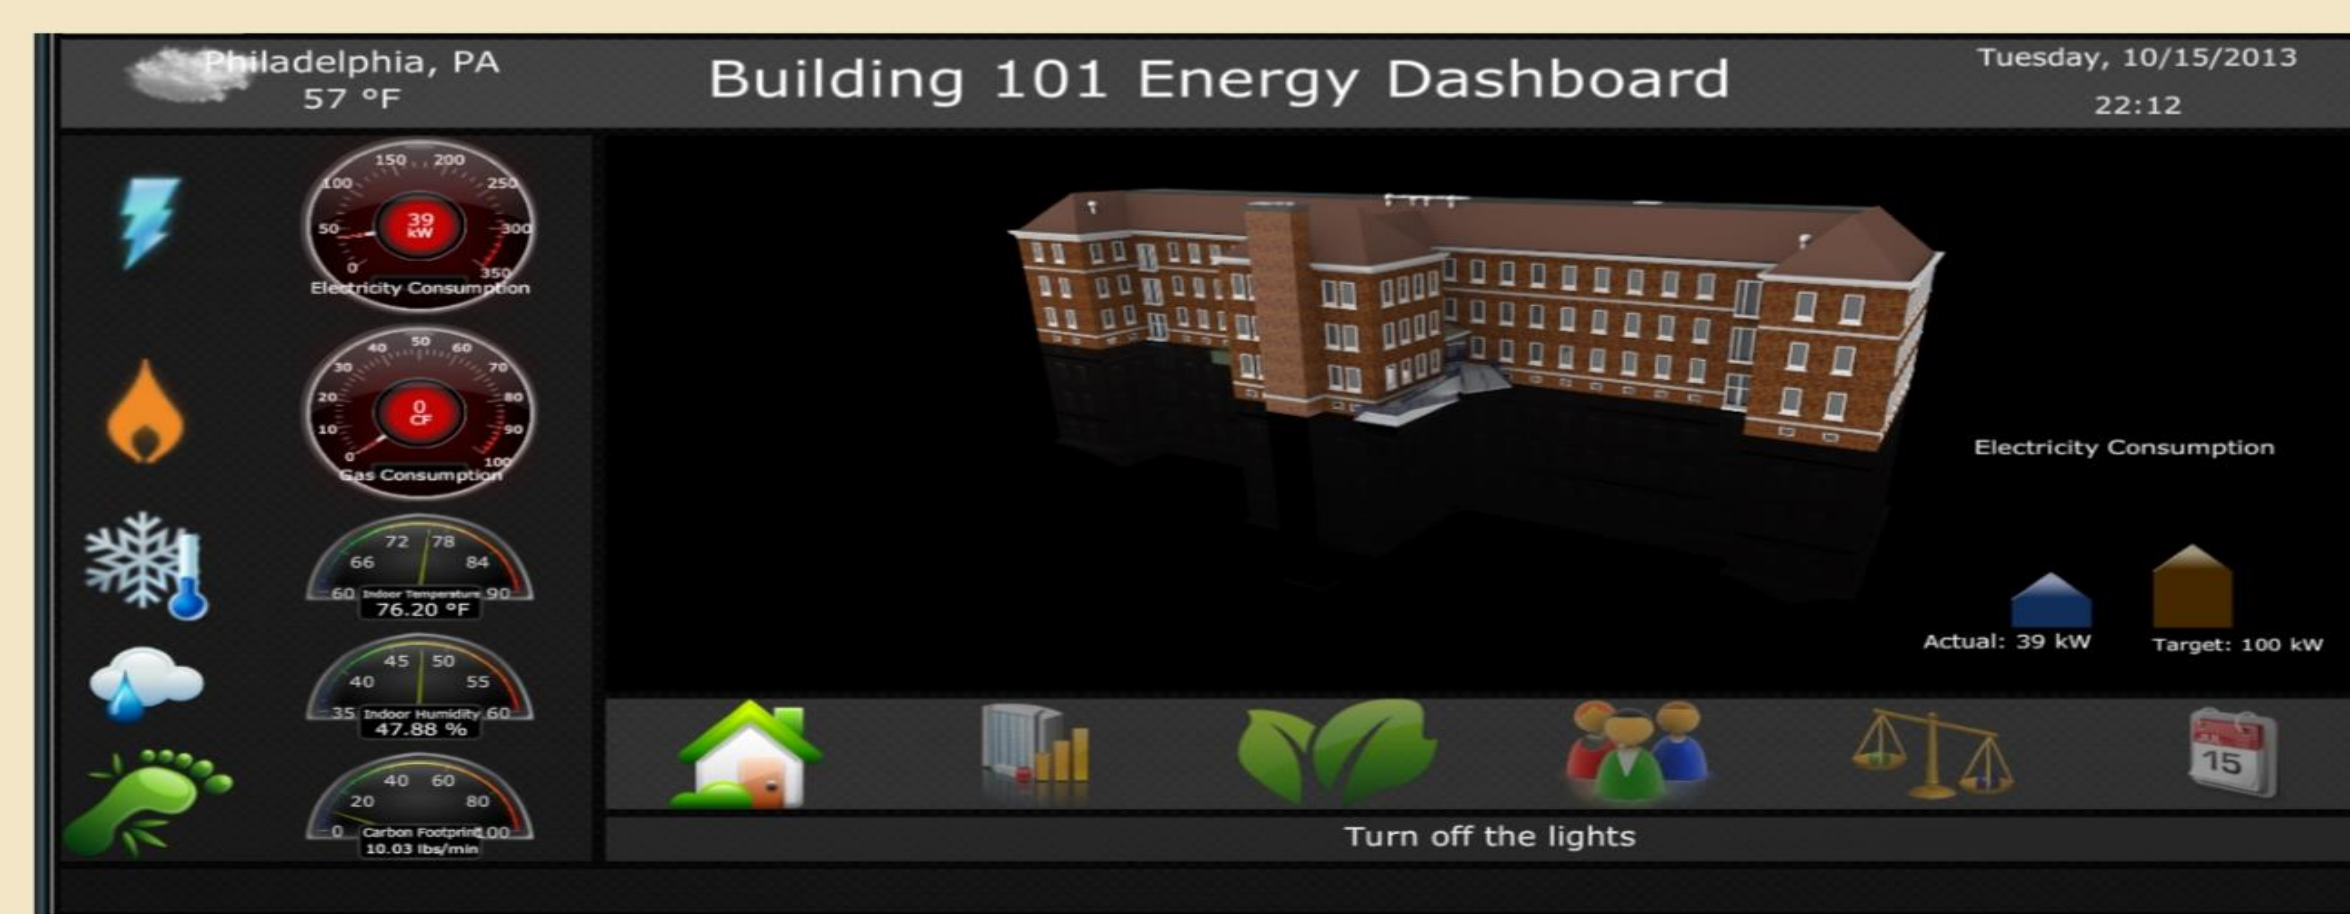 Philadelphia, PA
57 °F
Building 101 Energy Dashboard
Tuesday, 10/15/2013
22:12
0 50 100 150 200 250 300 350
39
kW
Electricity Consumption
0 10 20 30 40 50 60 70 80 90 100
0
CF
Gas Consumption
60 66 72 78 84 90
Indoor Temperature
76.20 °F
35 40 45 50 55 60
Indoor Humidity
47.88 %
0 20 40 60 80 100
Carbon Footprint
10.03 lbs/min
Electricity Consumption
Actual: 39 kW
Target: 100 kW
JUL
15
Turn off the lights